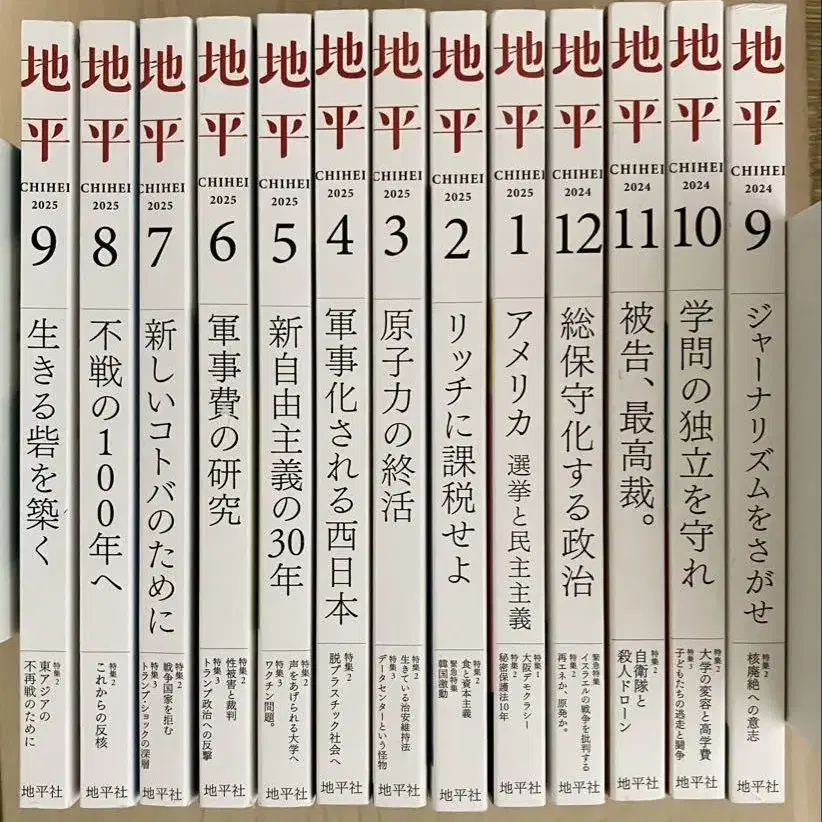 地平
CHIHEI
2025
9
生きる砦を築く
特集2
東アジアの
不再戦のために
地平社
地平
CHIHEI
2025
8
不戦の100年へ
特集2
これからの反核
地平社
地平
CHIHEI
2025
7
新しいコトバのために
特集2
戦争国家を拒む
特集3
トランプ・ショックの深層
地平社
地平
CHIHEI
2025
6
軍事費の研究
特集2
性被害と裁判
特集3
トランプ政治への反撃
地平社
地平
CHIHEI
2025
5
新自由主義の30年
特集2
声をあげられる大学へ
特集3
ワクチン問題。
地平社
地平
CHIHEI
2025
4
軍事化される西日本
特集2
脱プラスチック社会へ
地平社
地平
CHIHEI
2025
3
原子力の終活
特集2
生きている治安維持法
特集3
データセンターという怪物
地平社
地平
CHIHEI
2025
2
リッチに課税せよ
特集2
食と資本主義
緊急特集
韓国激動
地平社
地平
CHIHEI
2025
1
アメリカ 選挙と民主主義
特集1
大阪デモクラシー
特集2
秘密保護法10年
地平社
地平
CHIHEI
2024
12
総保守化する政治
緊急特集
イスラエルの戦争を批判する
特集2
再エネか、原発か。
地平社
地平
CHIHEI
2024
11
被告、最高裁。
特集2
自衛隊と
殺人ドローン
地平社
地平
CHIHEI
2024
10
学問の独立を守れ
特集2
大学の変容と高学費
特集3
子どもたちの逃走と闘争
地平社
地平
CHIHEI
2024
9
ジャーナリズムをさがせ
特集2
核廃絶への意志
地平社